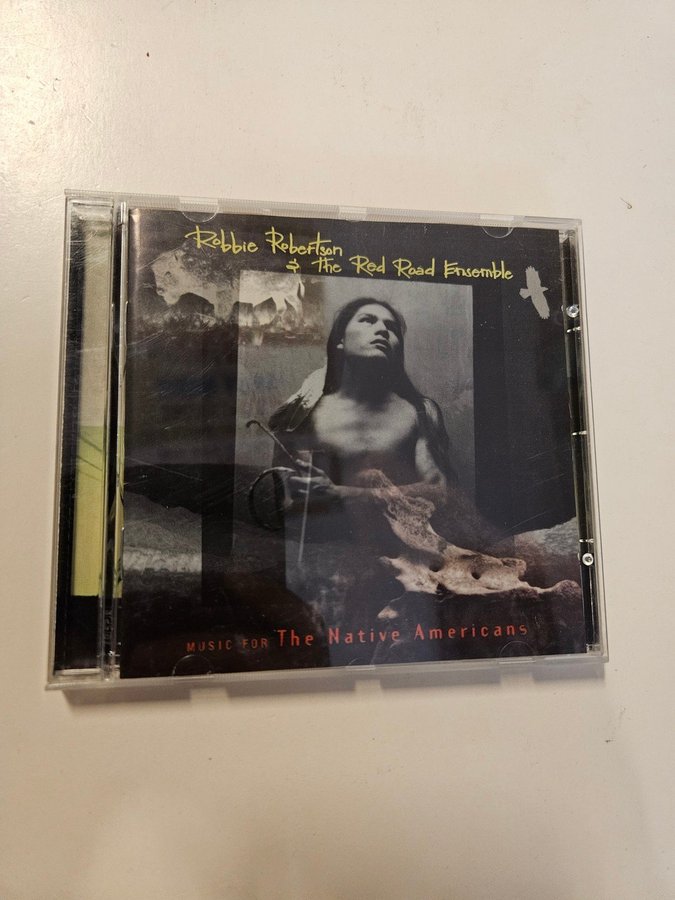 Robbie Robertson
& The Red Road Ensemble
MUSIC FOR The Native Americans